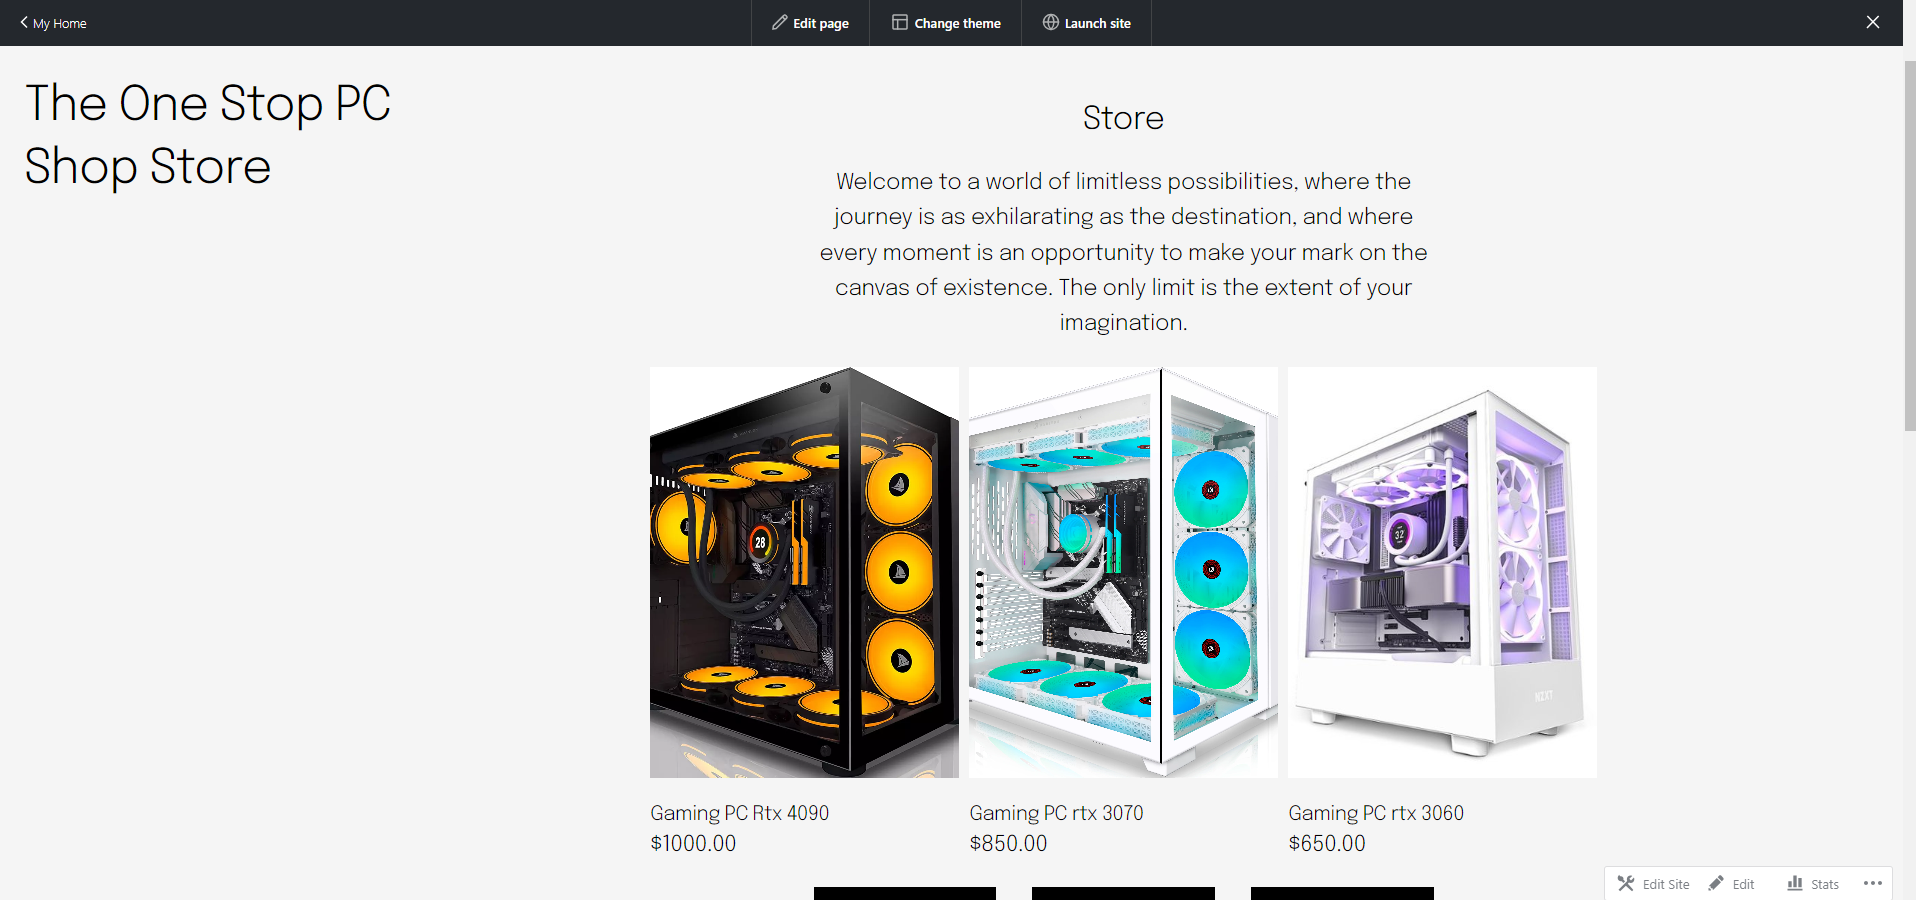 My Home
Edit page
Change theme
Launch site
The One Stop PC
Shop Store
Store
Welcome to a world of limitless possibilities, where the
journey is as exhilarating as the destination, and where
every moment is an opportunity to make your mark on the
canvas of existence. The only limit is the extent of your
imagination.
28
32
NZXT
Gaming PC Rtx 4090
$1000.00
Gaming PC rtx 3070
$850.00
Gaming PC rtx 3060
$650.00
Edit Site
Edit
Stats